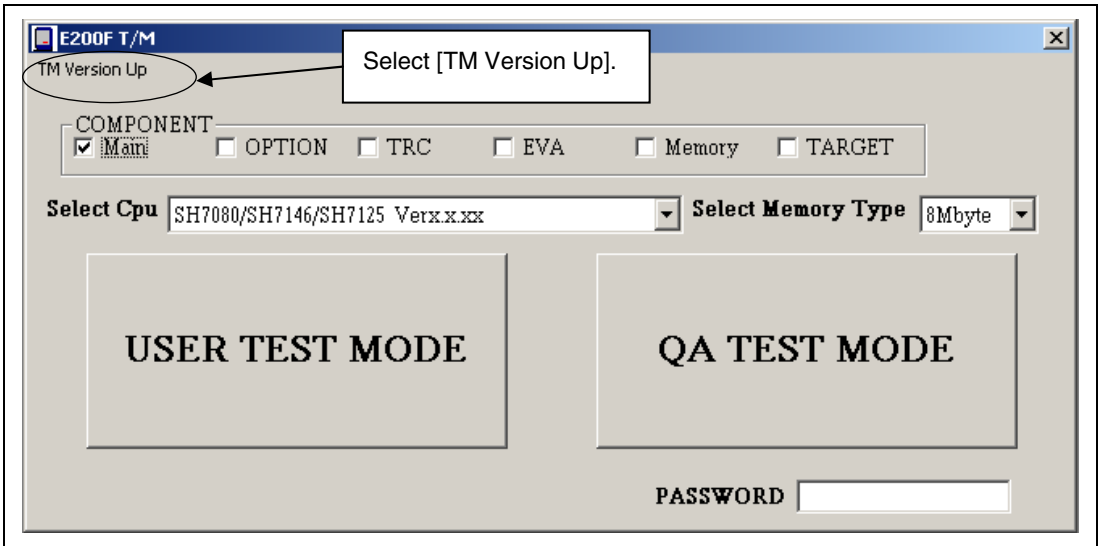 E200F T/M
TM Version Up
Select [TM Version Up].
COMPONENT
Main OPTION TRC EVA Memory TARGET
Select Cpu SH7080/SH7146/SH7125 Verx.x.xx Select Memory Type 8Mbyte
USER TEST MODE QA TEST MODE
PASSWORD